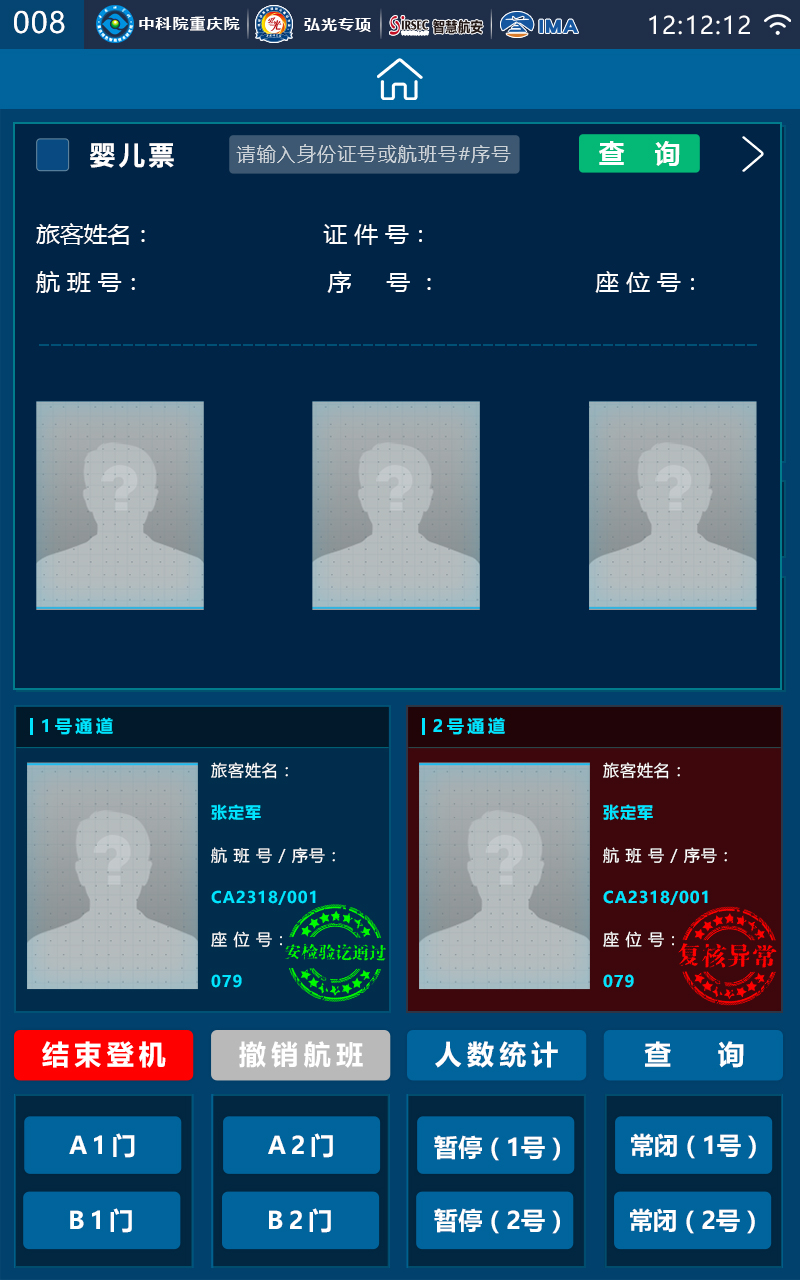 008 中科院重庆院 弘光专项 SiRSEC 智慧航安 IMA 12:12:12
婴儿票 请输入身份证号或航班号#序号 查 询
旅客姓名： 证件号：
航班号： 序 号： 座位号：
? ? ?
1号通道
?
旅客姓名：
张定军
航班号/序号：
CA2318/001
座位号：
079
安检验讫通过
2号通道
?
旅客姓名：
张定军
航班号/序号：
CA2318/001
座位号：
079
复核异常
结束登机 撤销航班 人数统计 查 询
A1门 A2门 暂停（1号） 常闭（1号）
B1门 B2门 暂停（2号） 常闭（2号）